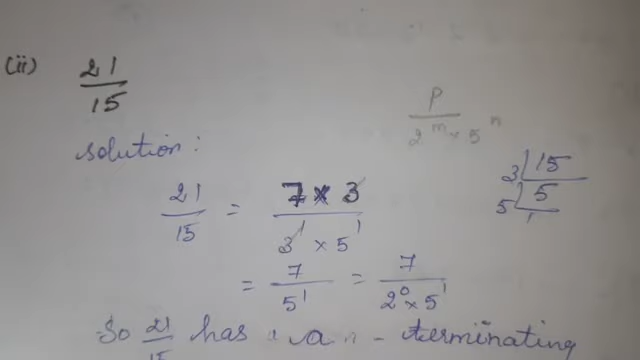 (ii) 21/15
p/2^m × 5^n
solution:
3 | 15
5 | 5
1
21/15 = 7 × 3 / 3^1 × 5^1
= 7/5^1 = 7/2^0 × 5^1
So 21/15 has a terminating